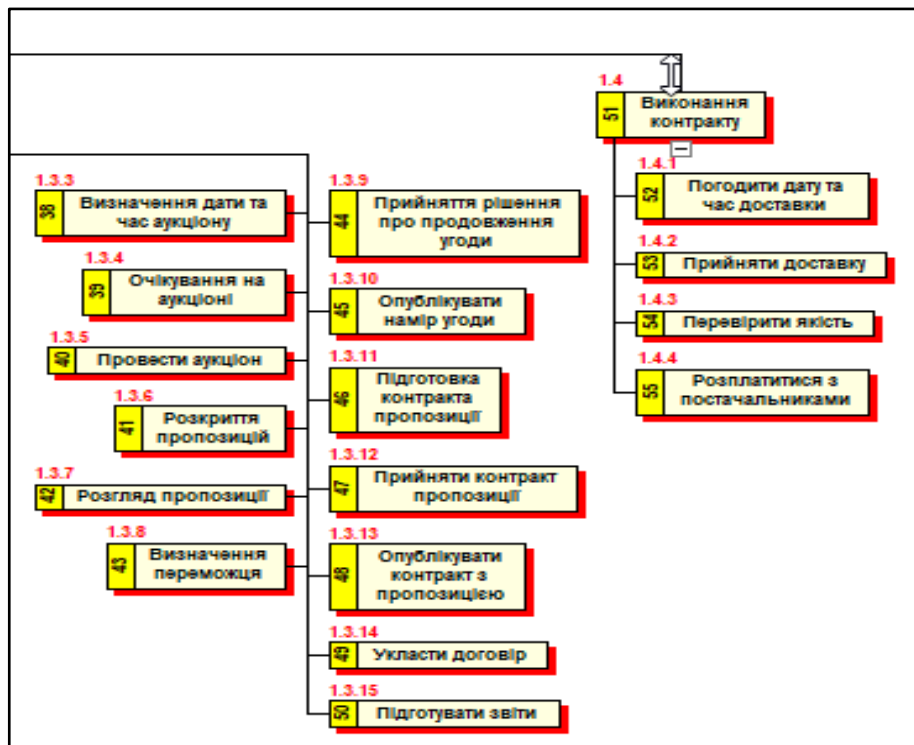 1.4
51
Виконання
контракту
1.3.3
38
Визначення дати та
час аукціону
1.3.4
39
Очікування на
аукціоні
1.3.5
40
Провести аукціон
1.3.6
41
Розкриття
пропозицій
1.3.7
42
Розгляд пропозиції
1.3.8
43
Визначення
переможця
1.3.9
44
Прийняття рішення
про продовження
угоди
1.3.10
45
Опублікувати
намір угоди
1.3.11
46
Підготовка
контракта
пропозиції
1.3.12
47
Прийняти контракт
пропозиції
1.3.13
48
Опублікувати
контракт з
пропозицією
1.3.14
49
Укласти договір
1.3.15
50
Підготувати звіти
1.4.1
52
Погодити дату та
час доставки
1.4.2
53
Прийняти доставку
1.4.3
54
Перевірити якість
1.4.4
55
Розплатитися з
постачальниками